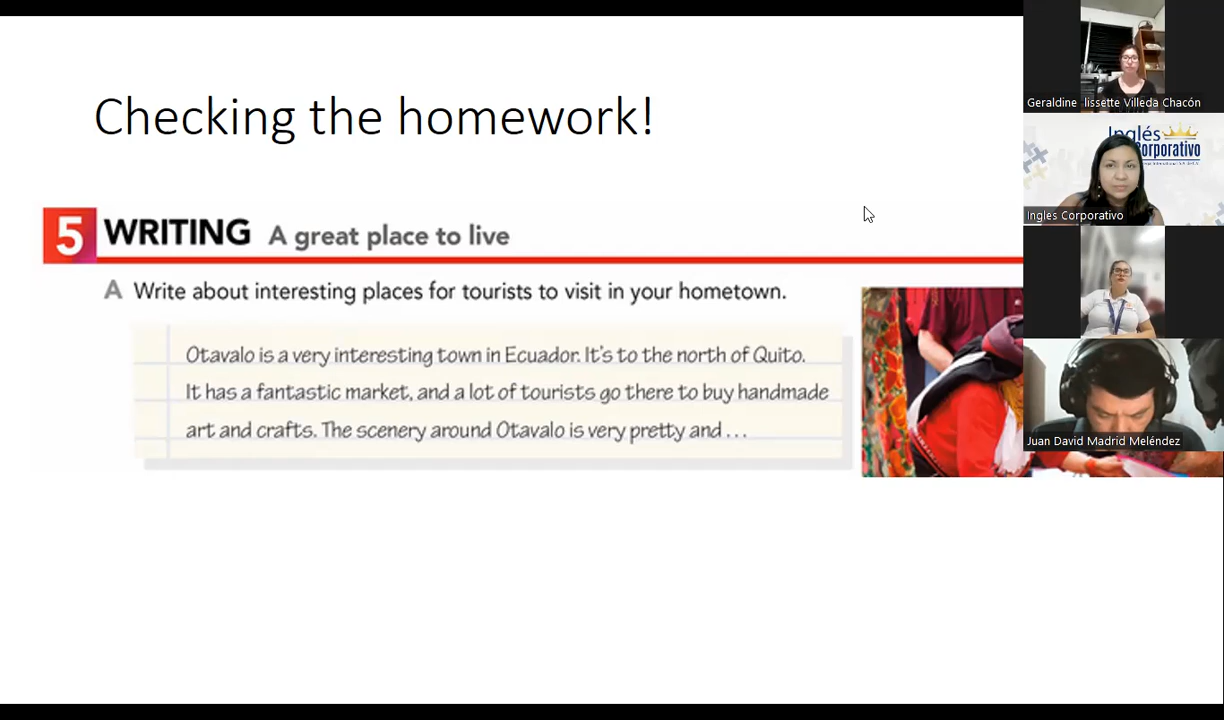 Checking the homework!
5 WRITING A great place to live
A Write about interesting places for tourists to visit in your hometown.
Otavalo is a very interesting town in Ecuador. It's to the north of Quito.
It has a fantastic market, and a lot of tourists go there to buy handmade
art and crafts. The scenery around Otavalo is very pretty and ...
Geraldine lissette Villeda Chacón
Inglés
Corporativo
Inglés Corporativo
Juan David Madrid Meléndez